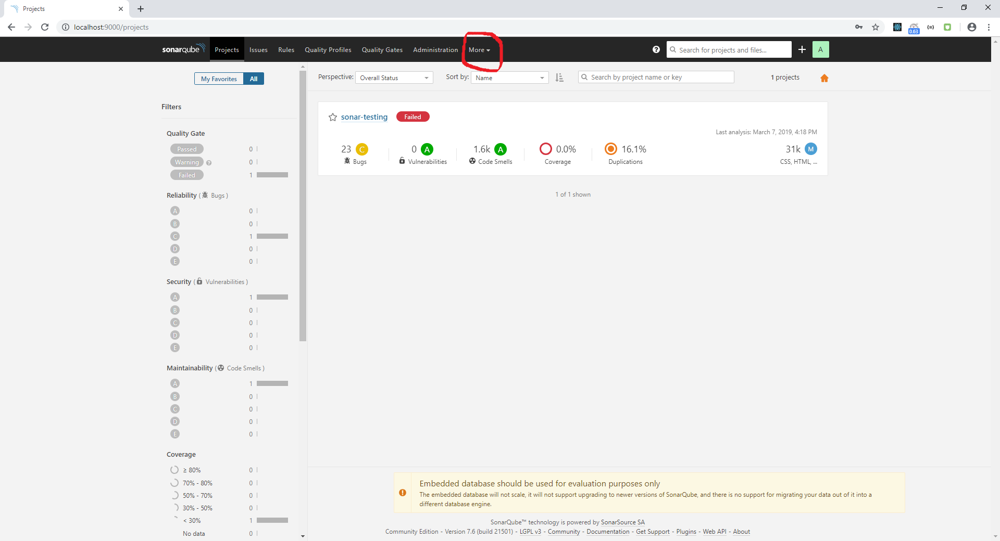 Projects
localhost:9000/projects
0.63
sonarqube Projects Issues Rules Quality Profiles Quality Gates Administration More Search for projects and files... A
My Favorites All
Perspective: Overall Status Sort by: Name Search by project name or key 1 projects
Filters
Quality Gate
Passed 0
Warning 0
Failed 1
Reliability ( Bugs )
A 0
B 0
C 1
D 0
E 0
Security ( Vulnerabilities )
A 1
B 0
C 0
D 0
E 0
Maintainability ( Code Smells )
A 1
B 0
C 0
D 0
E 0
Coverage
≥ 80% 0
70% - 80% 0
50% - 70% 0
30% - 50% 0
< 30% 1
No data 0
sonar-testing Failed
Last analysis: March 7, 2019, 4:18 PM
23 C 0 A 1.6k A 0.0% 16.1% 31k M
Bugs Vulnerabilities Code Smells Coverage Duplications CSS, HTML, ...
1 of 1 shown
Embedded database should be used for evaluation purposes only
The embedded database will not scale, it will not support upgrading to newer versions of SonarQube, and there is no support for migrating your data out of it into a
different database engine.
SonarQube™ technology is powered by SonarSource SA
Community Edition - Version 7.6 (build 21501) - LGPL v3 - Community - Documentation - Get Support - Plugins - Web API - About